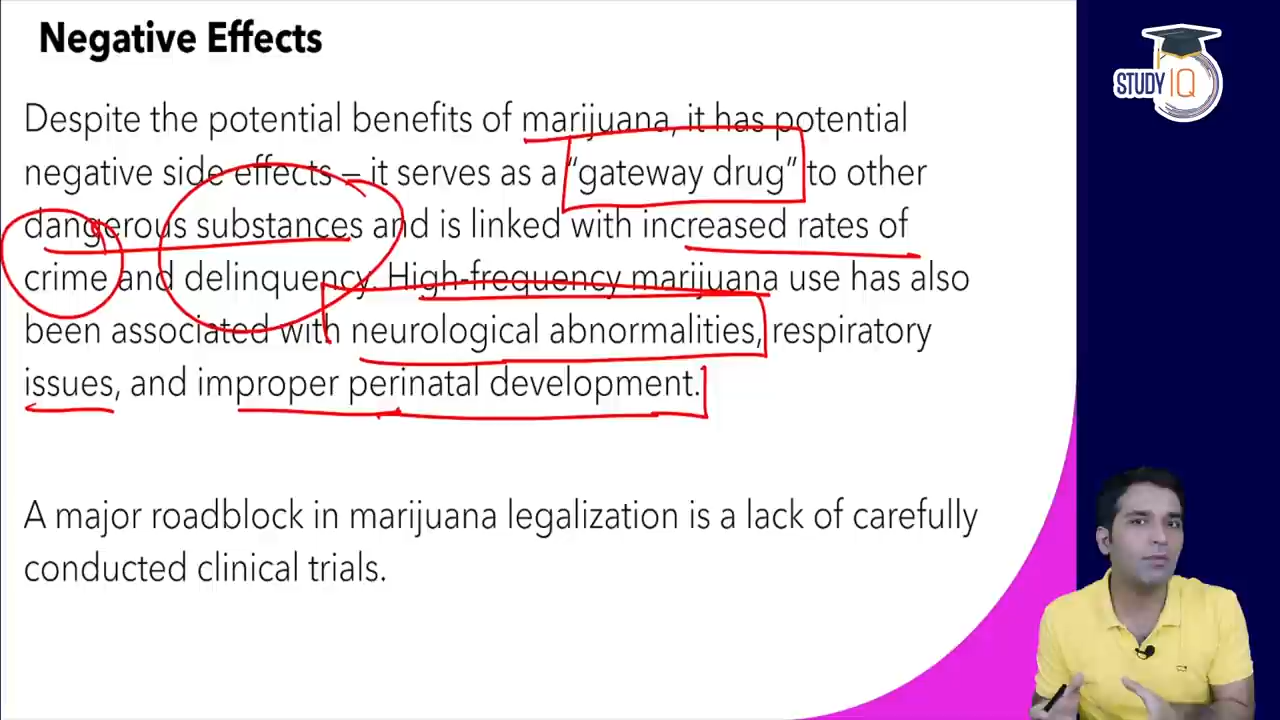 Negative Effects
STUDY IQ
Despite the potential benefits of marijuana, it has potential
negative side effects – it serves as a “gateway drug” to other
dangerous substances and is linked with increased rates of
crime and delinquency. High-frequency marijuana use has also
been associated with neurological abnormalities, respiratory
issues, and improper perinatal development.
A major roadblock in marijuana legalization is a lack of carefully
conducted clinical trials.